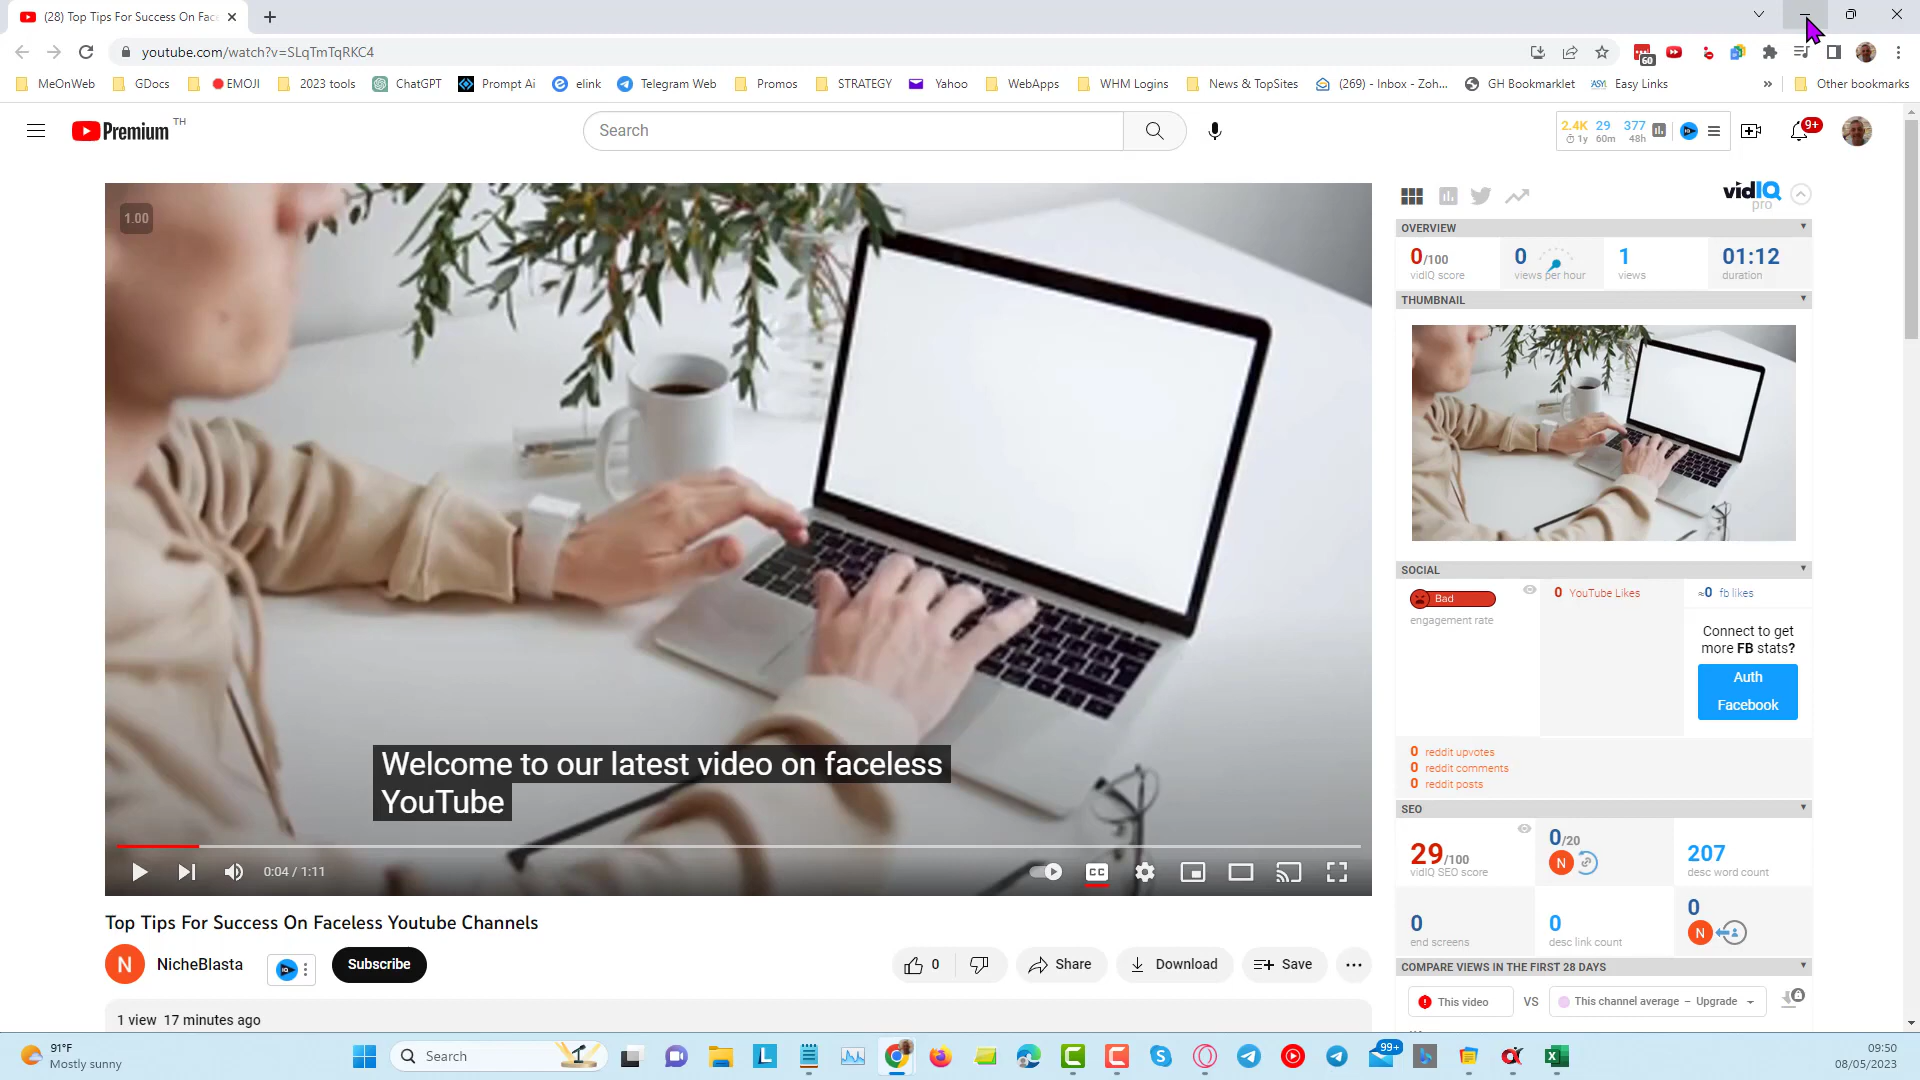 (28) Top Tips For Success On Fac
youtube.com/watch?v=SLqTmTqRKC4
60
MeOnWeb
GDocs
EMOJI
2023 tools
ChatGPT
Prompt Ai
elink
Telegram Web
Promos
STRATEGY
Yahoo
WebApps
WHM Logins
News & TopSites
(269) - Inbox - Zoh...
GH Bookmarklet
ASY
Easy Links
»
Other bookmarks
Premium TH
Search
2.4K 29 377
1y 60m 48h
9+
1.00
Welcome to our latest video on faceless
YouTube
0:04 / 1:11
CC
Top Tips For Success On Faceless Youtube Channels
N
NicheBlasta
IQ
Subscribe
0
Share
Download
Save
1 view 17 minutes ago
vidIQ
pro
OVERVIEW
0/100
vidIQ score
0
views per hour
1
views
01:12
duration
THUMBNAIL
SOCIAL
Bad
engagement rate
0 YouTube Likes
≈0 fb likes
Connect to get
more FB stats?
Auth
Facebook
0 reddit upvotes
0 reddit comments
0 reddit posts
SEO
29/100
vidIQ SEO score
0/20
N
207
desc word count
0
end screens
0
desc link count
0
N
COMPARE VIEWS IN THE FIRST 28 DAYS
This video
VS
This channel average – Upgrade
91°F
Mostly sunny
Search
L
99+
09:50
08/05/2023